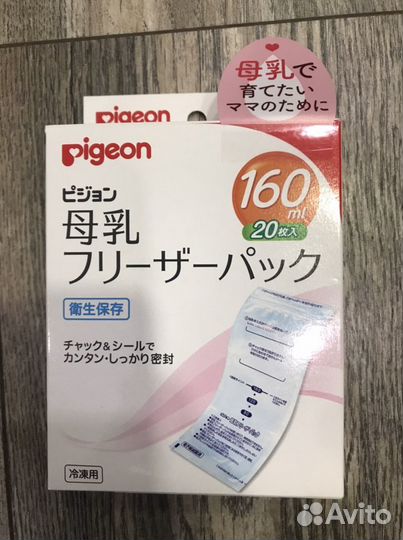 母乳で
育てたい
ママのために
pigeon
pigeon
ピジョン
母乳
フリーザーパック
160
ml
20枚入
衛生保存
チャック&シールで
カンタン・しっかり密封
冷凍用
Avito